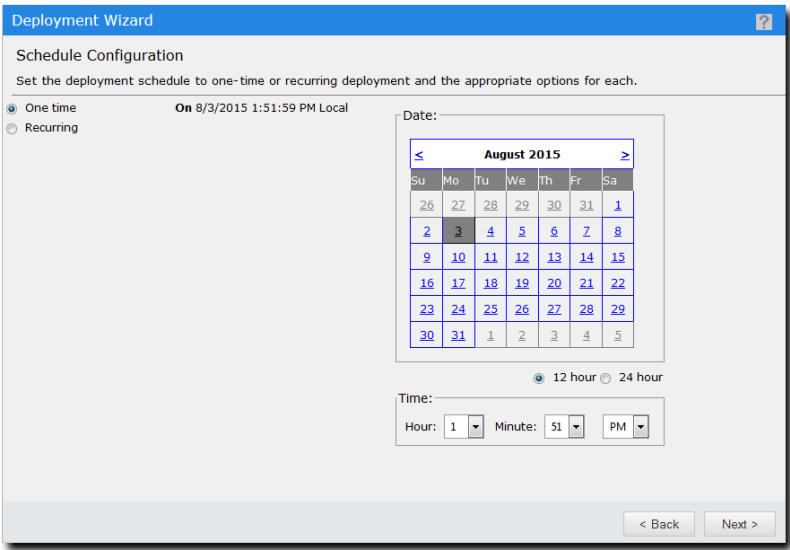 Deployment Wizard ?
Schedule Configuration
Set the deployment schedule to one-time or recurring deployment and the appropriate options for each.
One time
Recurring
On 8/3/2015 1:51:59 PM Local
Date:
< August 2015 >
Su Mo Tu We Th Fr Sa
26 27 28 29 30 31 1
2 3 4 5 6 7 8
9 10 11 12 13 14 15
16 17 18 19 20 21 22
23 24 25 26 27 28 29
30 31 1 2 3 4 5
12 hour 24 hour
Time:
Hour: 1 Minute: 51 PM
< Back Next >